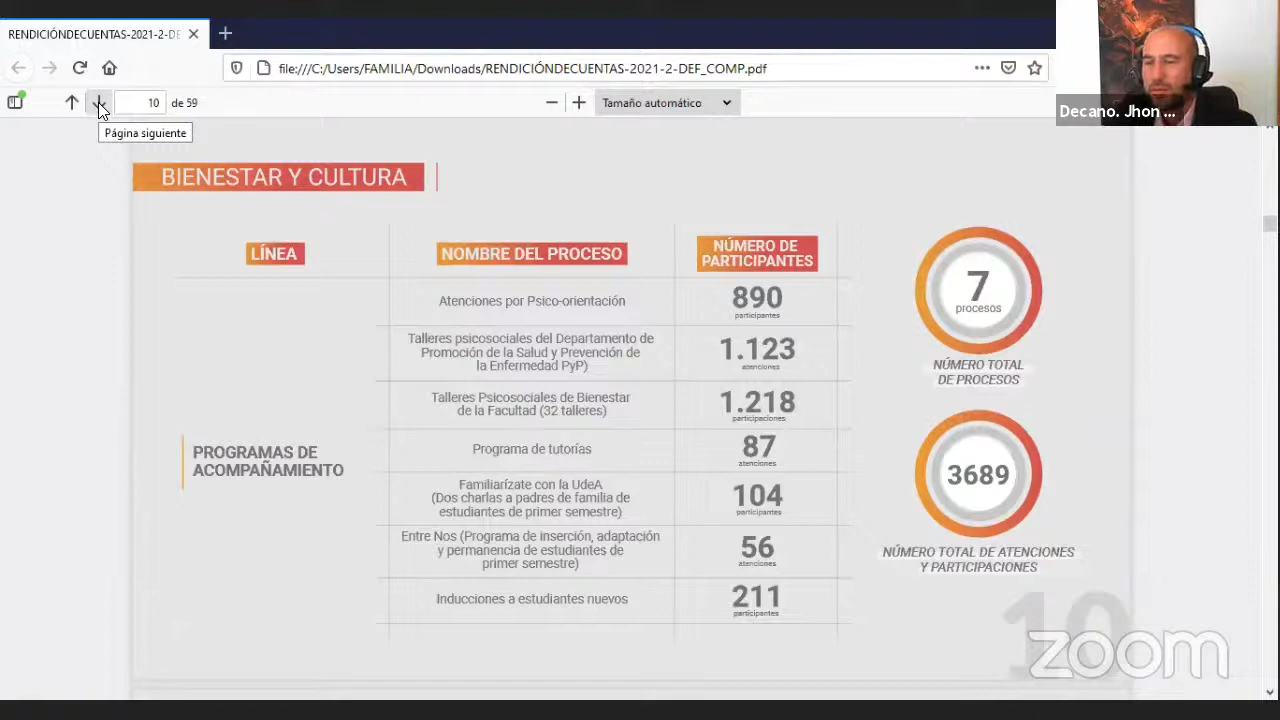 RENDICIÓNDECUENTAS-2021-2-DE
file:///C:/Users/FAMILIA/Downloads/RENDICIÓNDECUENTAS-2021-2-DEF_COMP.pdf
10 de 59
Tamaño automático
Página siguiente
Decano. Jhon ...
BIENESTAR Y CULTURA
LÍNEA
NOMBRE DEL PROCESO
NÚMERO DE
PARTICIPANTES
PROGRAMAS DE
ACOMPAÑAMIENTO
Atenciones por Psico-orientación
890
participantes
Talleres psicosociales del Departamento de
Promoción de la Salud y Prevención de
la Enfermedad PyP)
1.123
atenciones
Talleres Psicosociales de Bienestar
de la Facultad (32 talleres)
1.218
participaciones
Programa de tutorías
87
atenciones
Familiarízate con la UdeA
(Dos charlas a padres de familia de
estudiantes de primer semestre)
104
participantes
Entre Nos (Programa de inserción, adaptación
y permanencia de estudiantes de
primer semestre)
56
atenciones
Inducciones a estudiantes nuevos
211
participantes
7
procesos
NÚMERO TOTAL
DE PROCESOS
3689
NÚMERO TOTAL DE ATENCIONES
Y PARTICIPACIONES
10
zoom